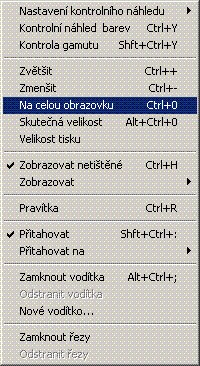 Nastavení kontrolního náhledu
Kontrolní náhled barev Ctrl+Y
Kontrola gamutu Shft+Ctrl+Y
Zvětšit Ctrl++
Zmenšit Ctrl+-
Na celou obrazovku Ctrl+0
Skutečná velikost Alt+Ctrl+0
Velikost tisku
Zobrazovat netištěné Ctrl+H
Zobrazovat
Pravítka Ctrl+R
Přitahovat Shft+Ctrl+:
Přitahovat na
Zamknout vodítka Alt+Ctrl+;
Odstranit vodítka
Nové vodítko...
Zamknout řezy
Odstranit řezy